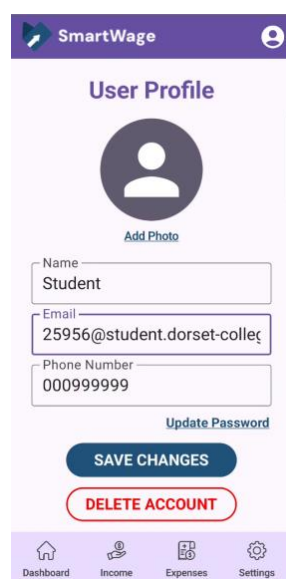 SmartWage
User Profile
Add Photo
Name
Student
Email
25956@student.dorset-colleg
Phone Number
000999999
Update Password
SAVE CHANGES
DELETE ACCOUNT
Dashboard Income Expenses Settings